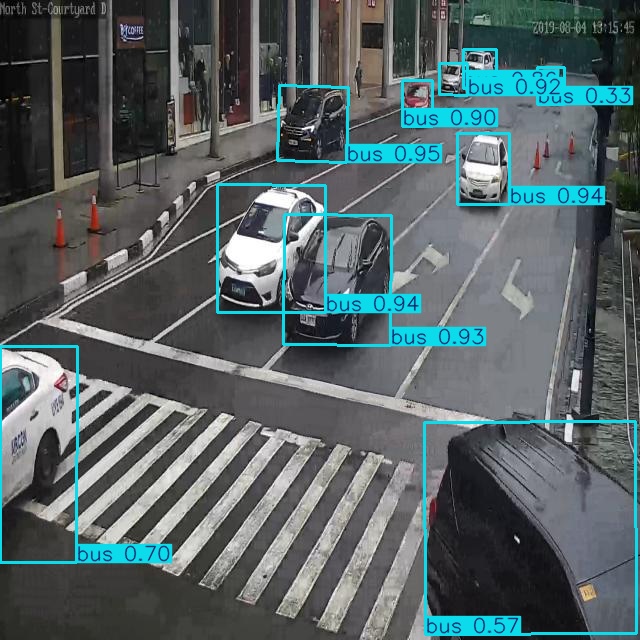 North St-Courtyard D
2019-08-04 13:15:45
COFFEE
bus 0.92
bus 0.33
bus 0.90
bus 0.95
bus 0.94
bus 0.94
bus 0.93
bus 0.70
bus 0.57